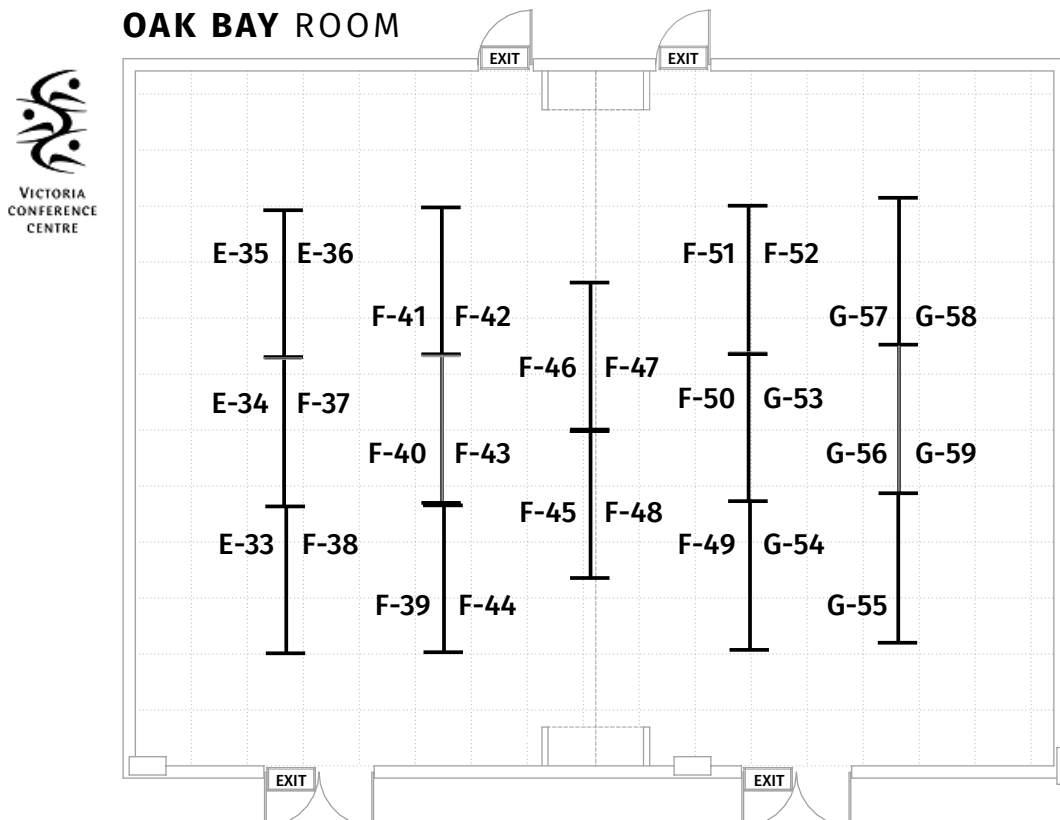 OAK BAY ROOM
EXIT
EXIT
VICTORIA
CONFERENCE
CENTRE
E-35 E-36
F-41 F-42
F-51 F-52
G-57 G-58
F-46 F-47
E-34 F-37
F-50 G-53
F-40 F-43
G-56 G-59
F-45 F-48
E-33 F-38
F-49 G-54
F-39 F-44
G-55
EXIT
EXIT